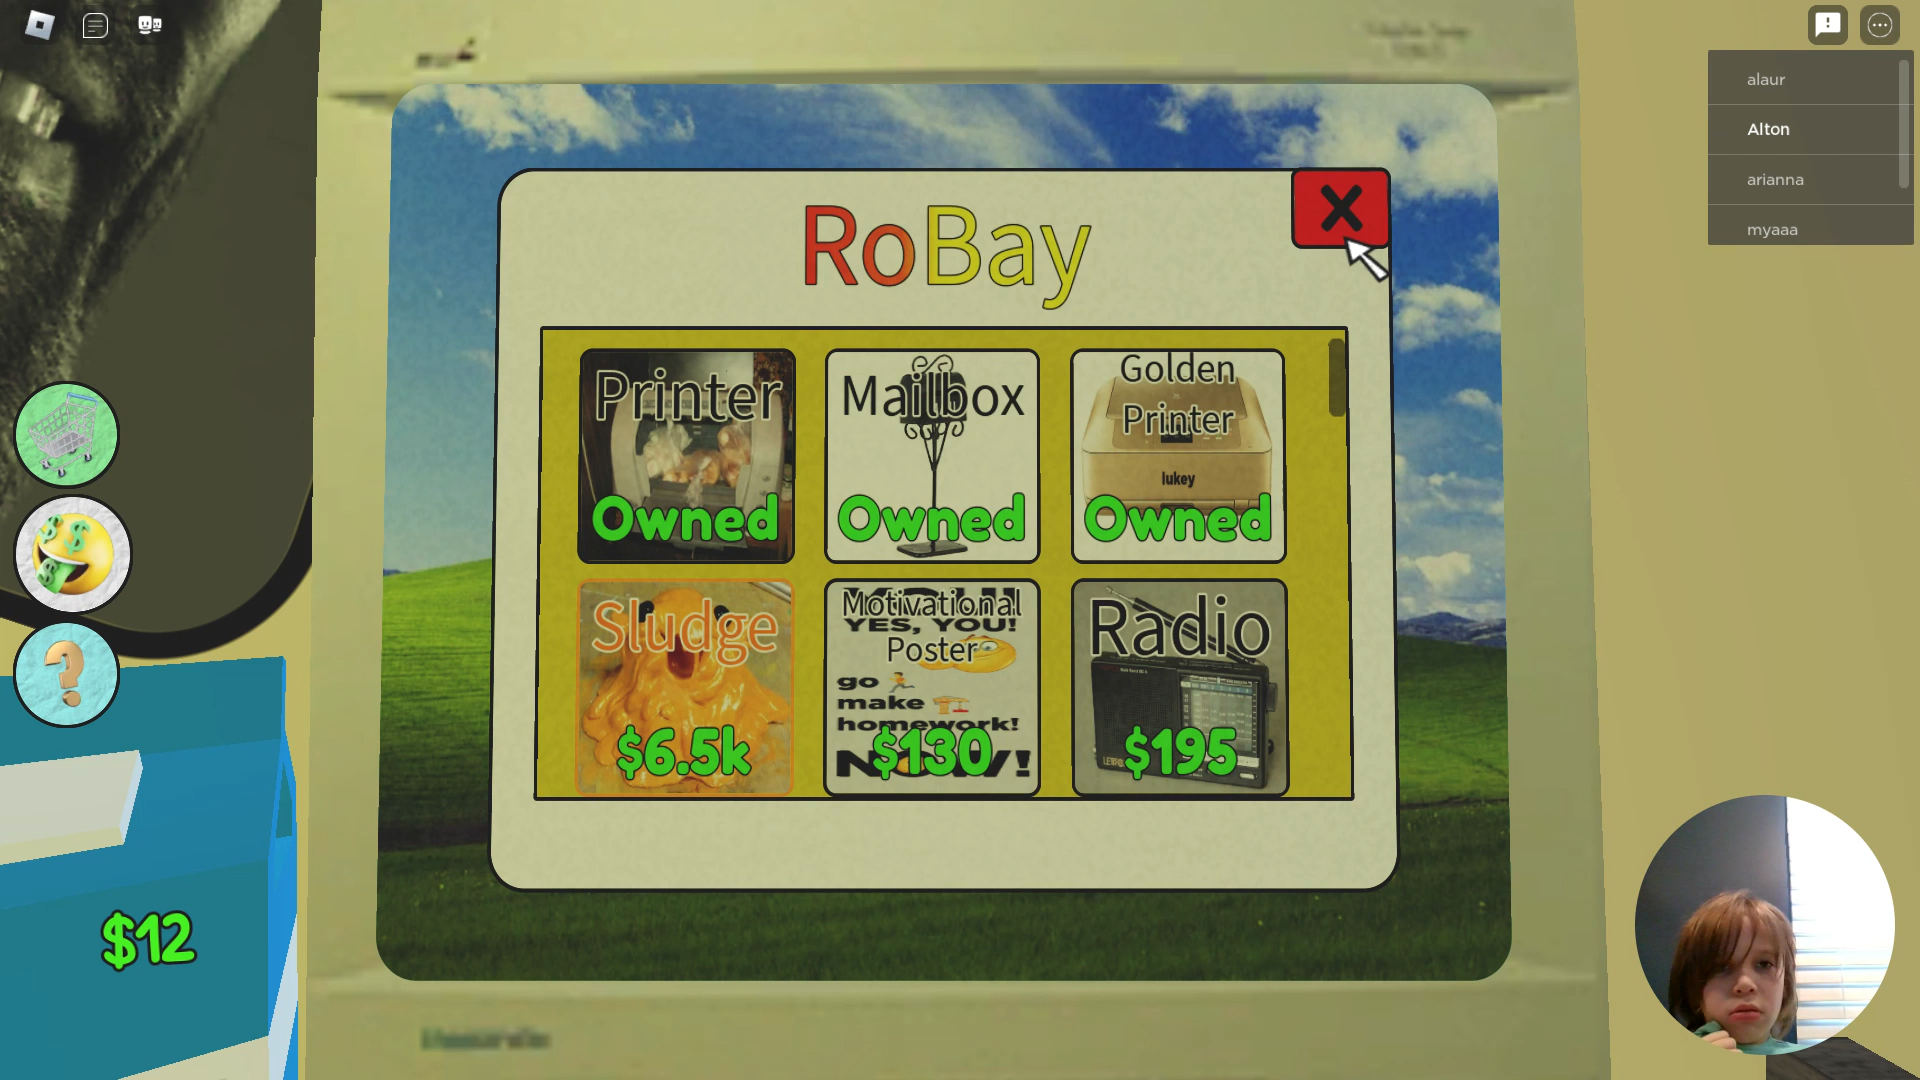 alaur
Alton
arianna
myaaa
RoBay
Printer
Owned
Mailbox
Owned
Golden
Printer
lukey
Owned
Sludge
$6.5k
Motivational
YES, YOU!
Poster
go
make
homework!
NOW!
$130
Radio
$195
$12